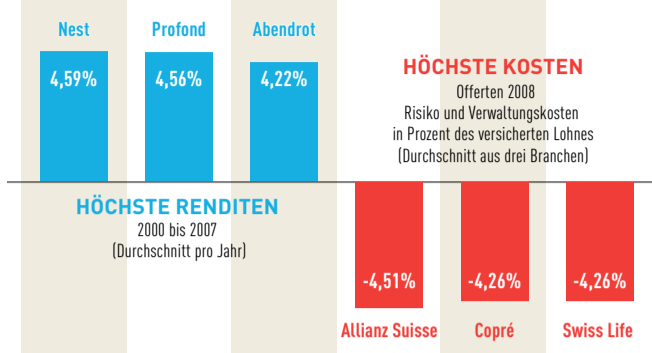 Nest
Profond
Abendrot
4,59%
4,56%
4,22%
HÖCHSTE RENDITEN
2000 bis 2007
(Durchschnitt pro Jahr)
HÖCHSTE KOSTEN
Offerten 2008
Risiko und Verwaltungskosten
in Prozent des versicherten Lohnes
(Durchschnitt aus drei Branchen)
-4,51%
-4,26%
-4,26%
Allianz Suisse
Copré
Swiss Life